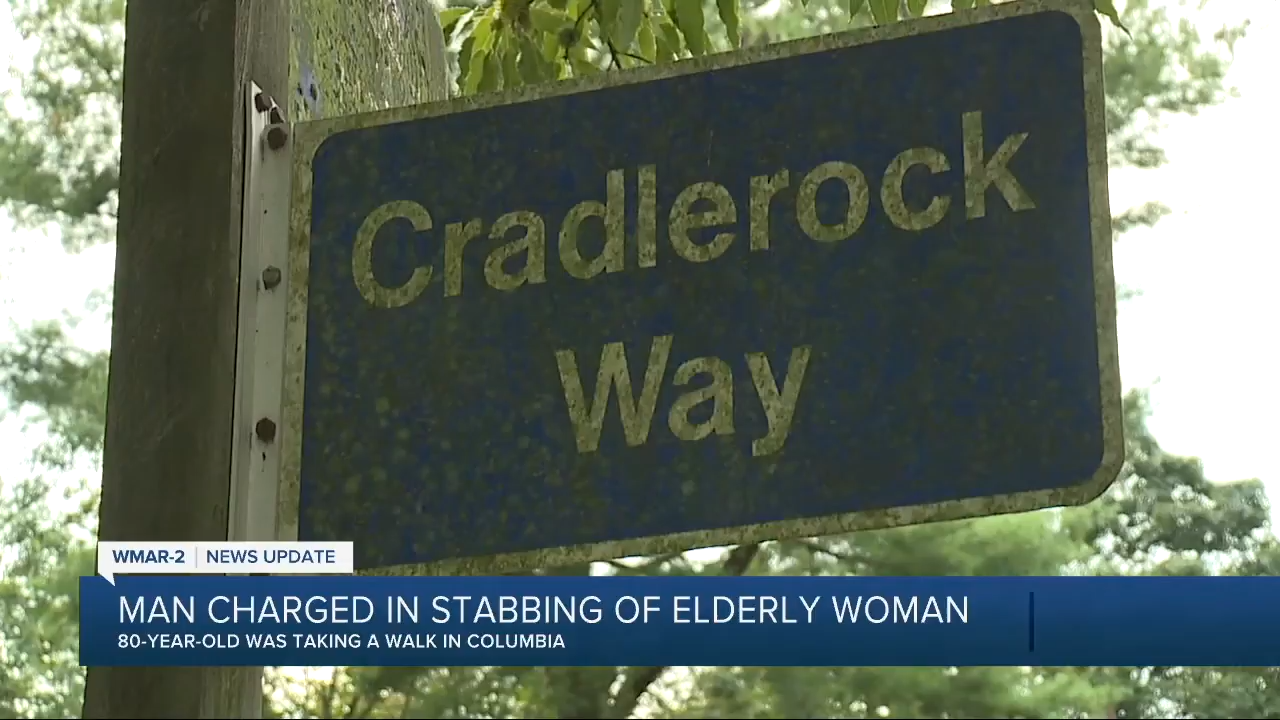 Cradlerock
Way
WMAR-2 | NEWS UPDATE
MAN CHARGED IN STABBING OF ELDERLY WOMAN
80-YEAR-OLD WAS TAKING A WALK IN COLUMBIA